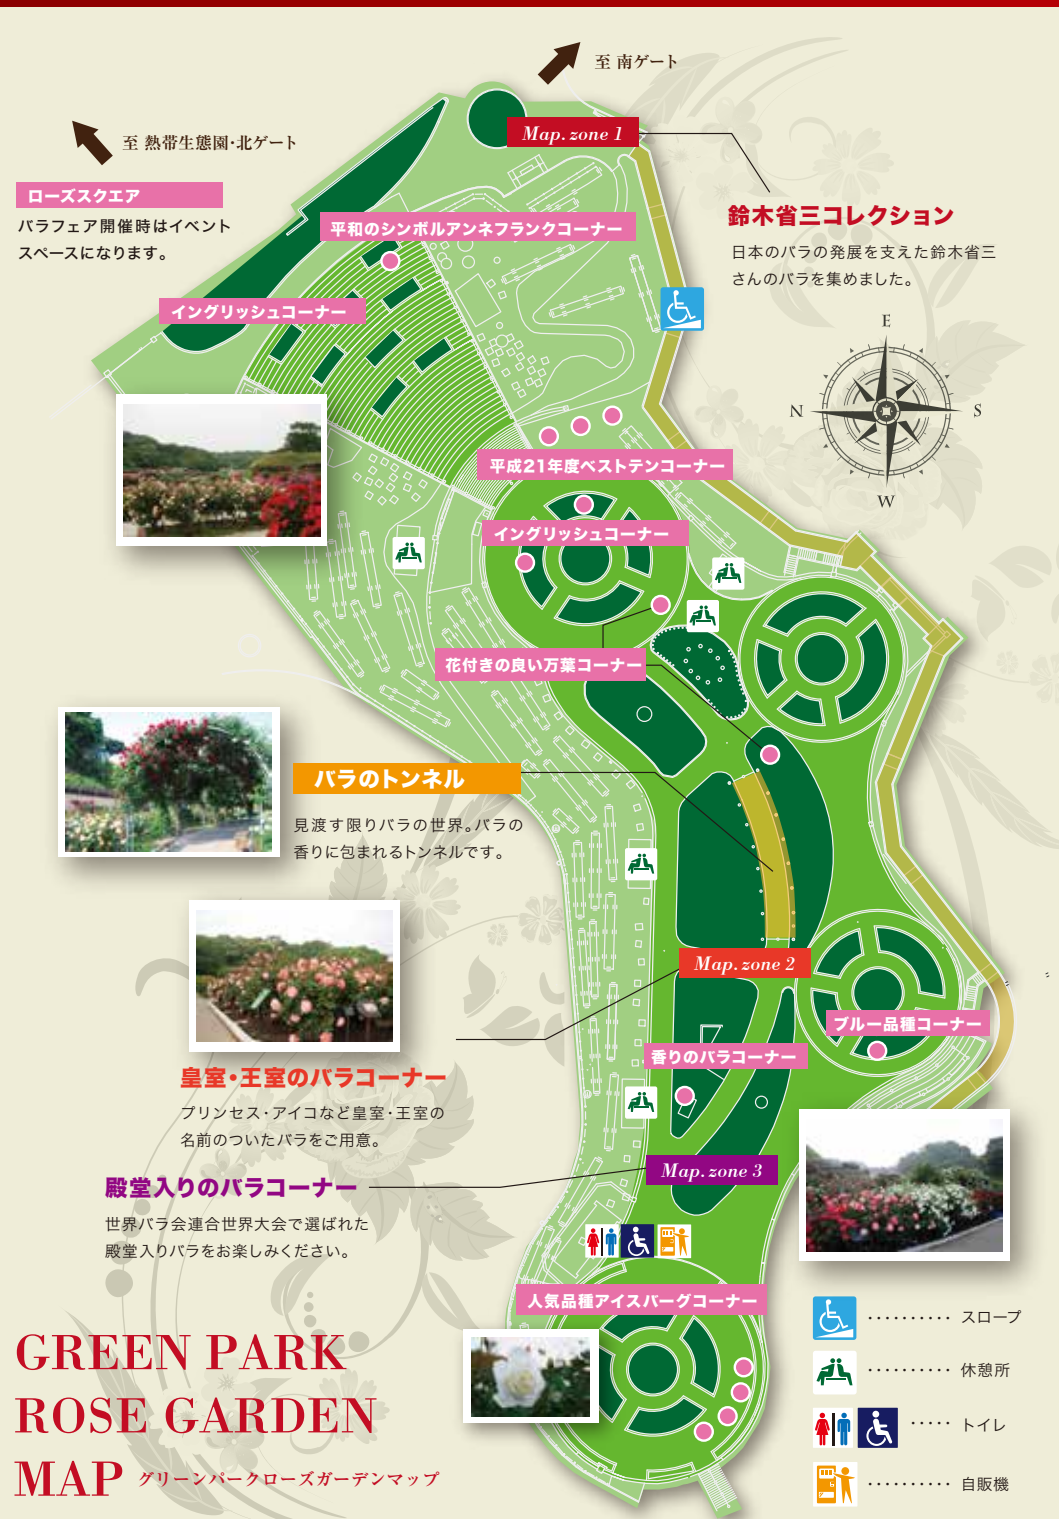 至 南ゲート
至 熱帯生態園・北ゲート
Map. zone 1
ローズスクエア
バラフェア開催時はイベント
スペースになります。
平和のシンボルアンネフランクコーナー
鈴木省三コレクション
日本のバラの発展を支えた鈴木省三
さんのバラを集めました。
イングリッシュコーナー
E
N
S
W
平成21年度ベストテンコーナー
イングリッシュコーナー
花付きの良い万葉コーナー
バラのトンネル
見渡す限りバラの世界。バラの
香りに包まれるトンネルです。
Map. zone 2
ブルー品種コーナー
香りのバラコーナー
皇室・王室のバラコーナー
プリンセス・アイコなど皇室・王室の
名前のついたバラをご用意。
Map. zone 3
殿堂入りのバラコーナー
世界バラ会連合世界大会で選ばれた
殿堂入りバラをお楽しみください。
人気品種アイスバーグコーナー
GREEN PARK
ROSE GARDEN
MAP グリーンパークローズガーデンマップ
·········· スロープ
·········· 休憩所
····· トイレ
·········· 自販機